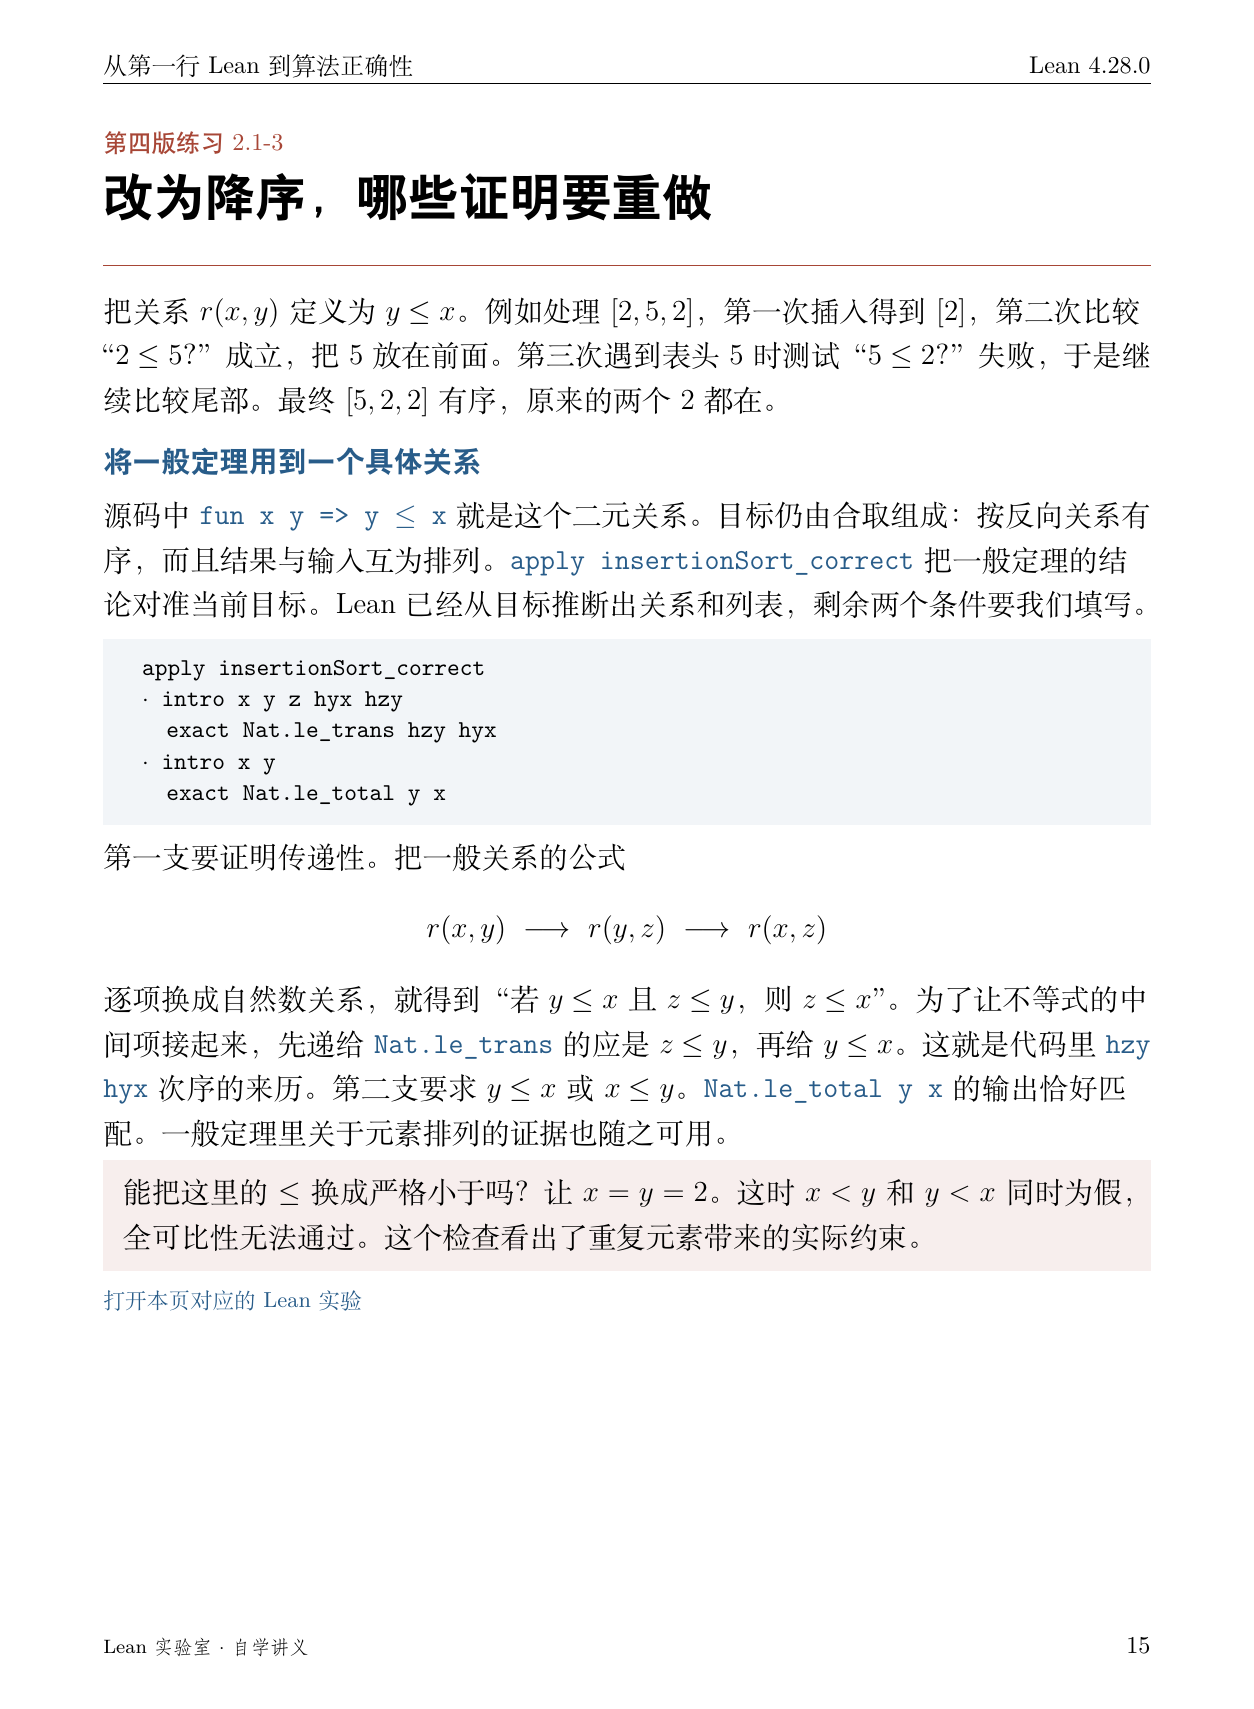 从第一行 Lean 到算法正确性
Lean 4.28.0
第四版练习 2.1-3
改为降序，哪些证明要重做
把关系 r(x, y) 定义为 y ≤ x。例如处理 [2, 5, 2]，第一次插入得到 [2]，第二次比较
“2 ≤ 5?” 成立，把 5 放在前面。第三次遇到表头 5 时测试 “5 ≤ 2?” 失败，于是继
续比较尾部。最终 [5, 2, 2] 有序，原来的两个 2 都在。
将一般定理用到一个具体关系
源码中 fun x y => y ≤ x 就是这个二元关系。目标仍由合取组成：按反向关系有
序，而且结果与输入互为排列。apply insertionSort_correct 把一般定理的结
论对准当前目标。Lean 已经从目标推断出关系和列表，剩余两个条件要我们填写。
apply insertionSort_correct
· intro x y z hyx hzy
exact Nat.le_trans hzy hyx
· intro x y
exact Nat.le_total y x
第一支要证明传递性。把一般关系的公式
r(x, y) ⟶ r(y, z) ⟶ r(x, z)
逐项换成自然数关系，就得到 “若 y ≤ x 且 z ≤ y，则 z ≤ x”。为了让不等式的中
间项接起来，先递给 Nat.le_trans 的应是 z ≤ y，再给 y ≤ x。这就是代码里 hzy
hyx 次序的来历。第二支要求 y ≤ x 或 x ≤ y。Nat.le_total y x 的输出恰好匹
配。一般定理里关于元素排列的证据也随之可用。
能把这里的 ≤ 换成严格小于吗？让 x = y = 2。这时 x < y 和 y < x 同时为假，
全可比性无法通过。这个检查看出了重复元素带来的实际约束。
打开本页对应的 Lean 实验
Lean 实验室 · 自学讲义
15